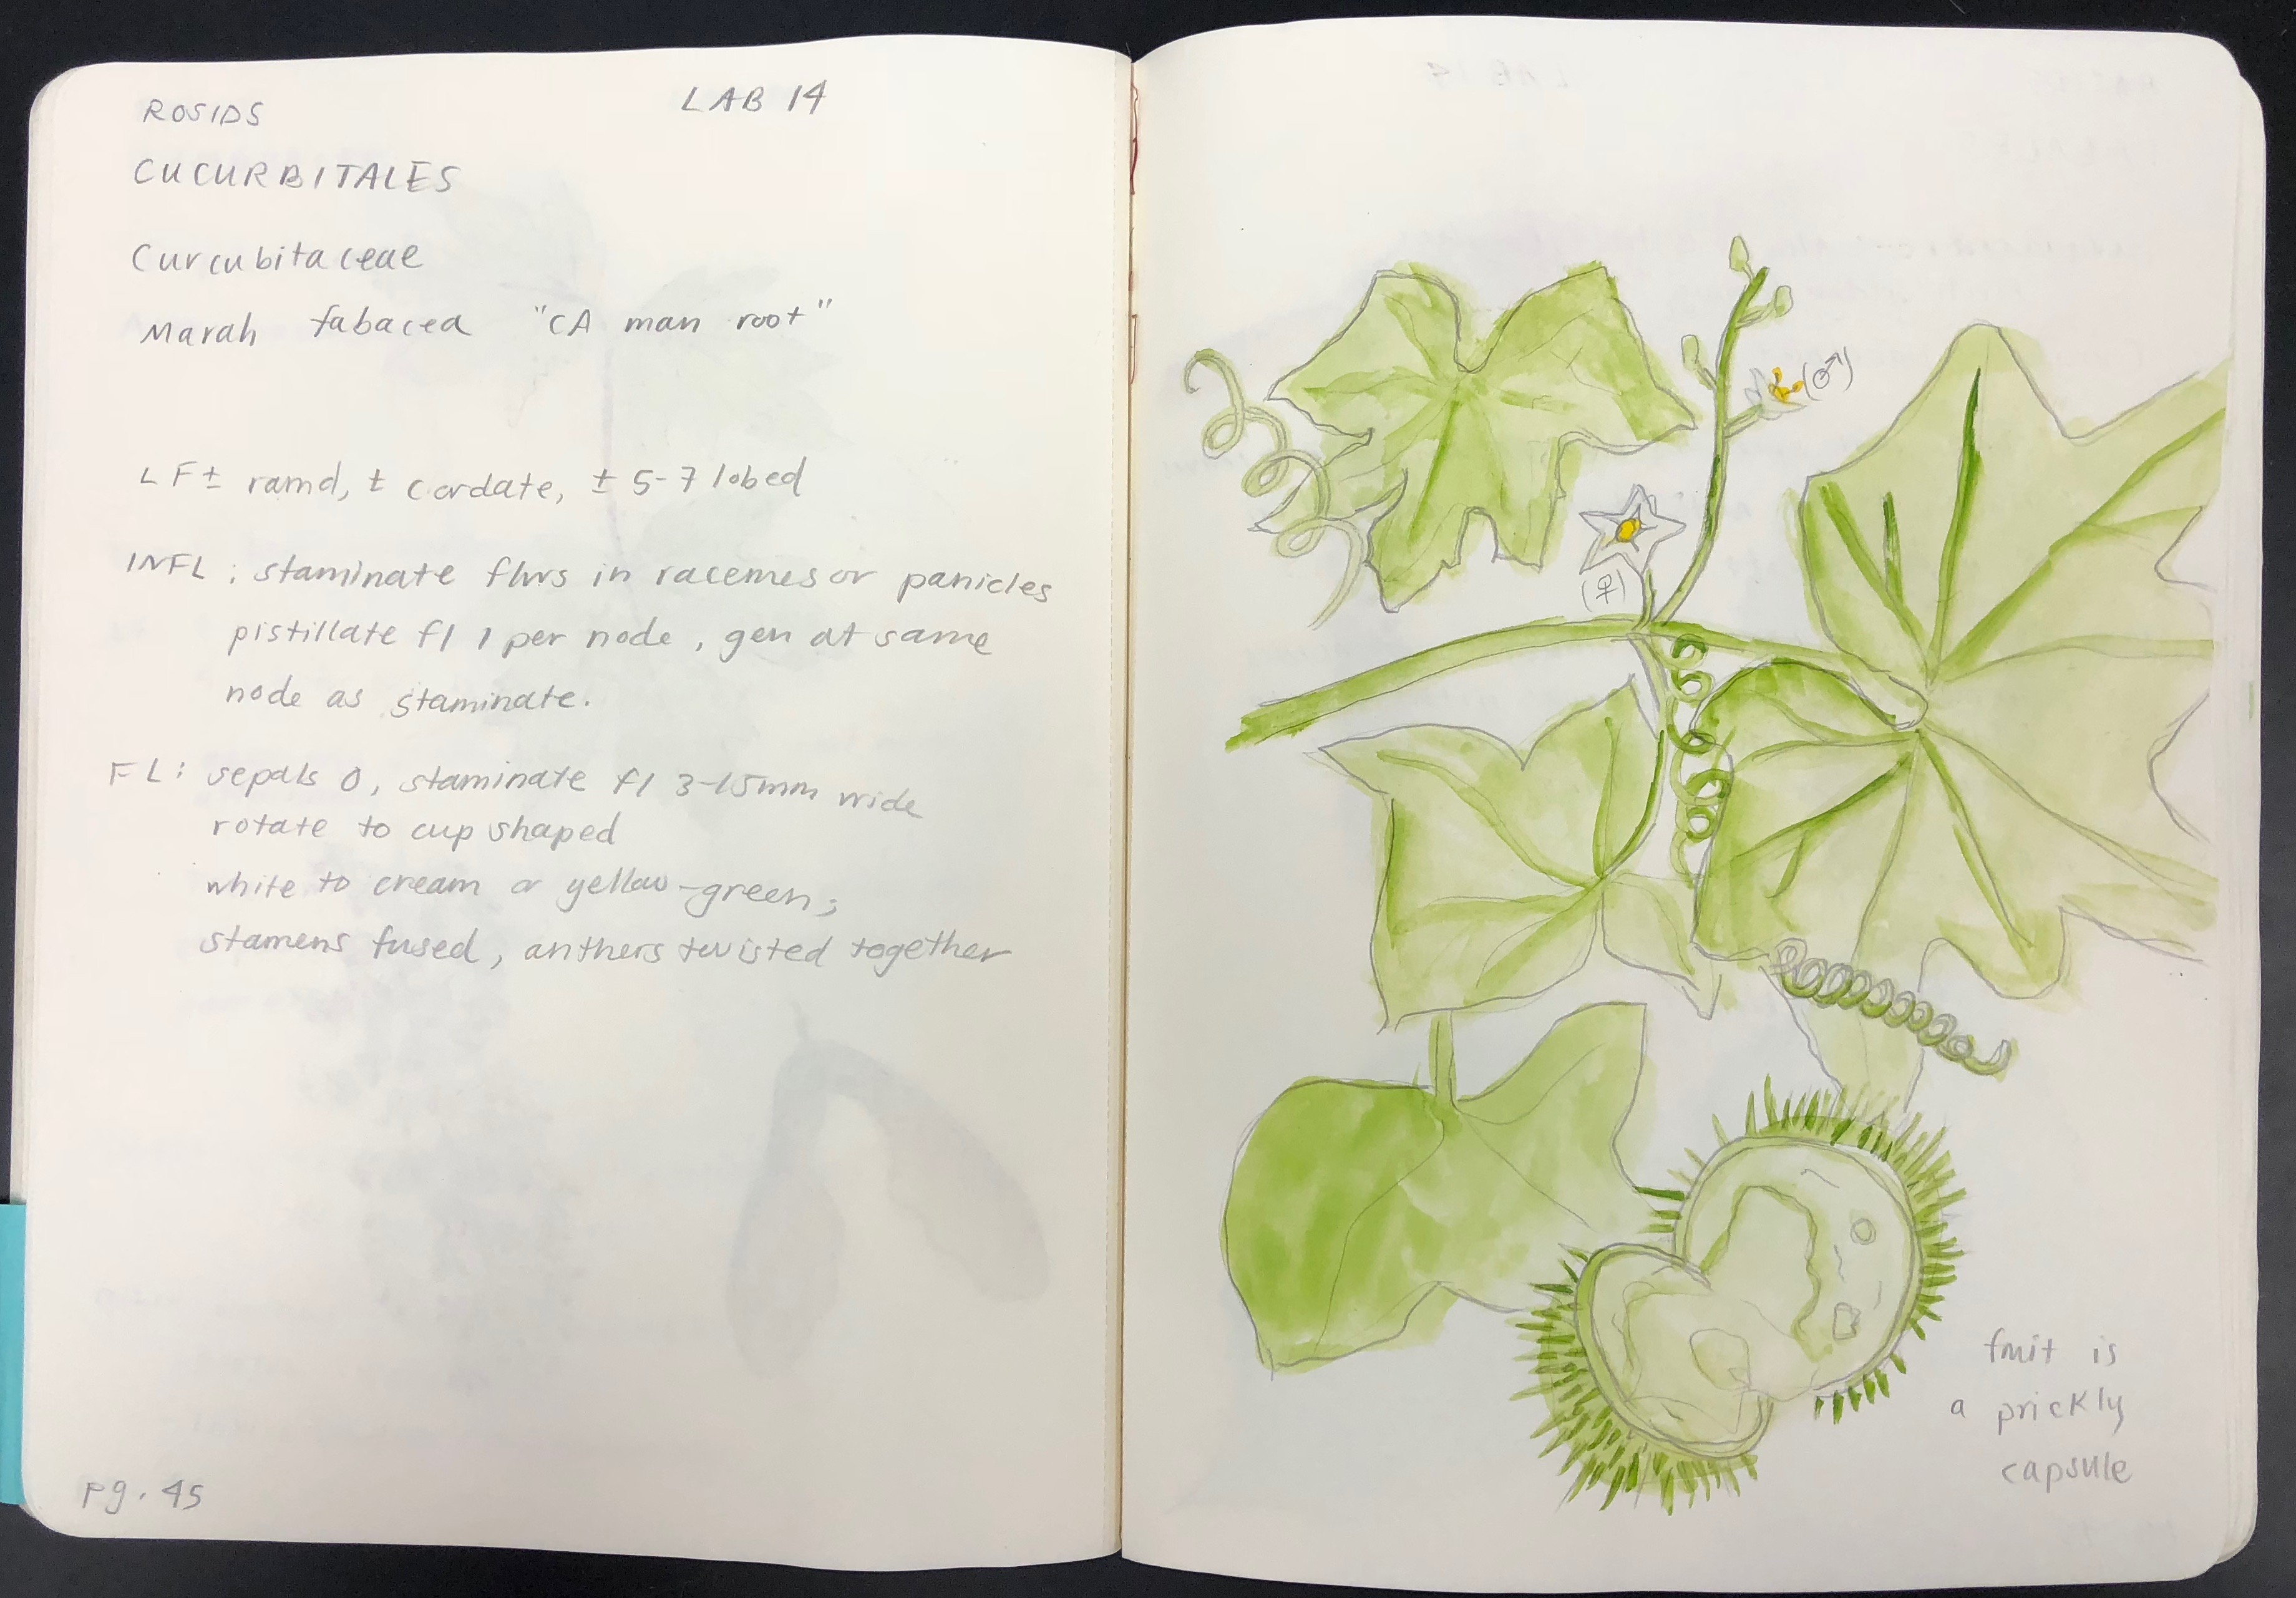 ROSIDS LAB 14
CUCURBITALES
Curcubitaceae
Marah fabacea "CA man root"
LF ± ramd, ± cordate, ± 5-7 lobed
INFL: staminate flwrs in racemes or panicles
pistillate fl 1 per node, gen at same
node as staminate.
FL: sepals 0, staminate fl 3-15mm wide
rotate to cup shaped
white to cream or yellow-green;
stamens fused, anthers twisted together
pg. 45
(♂)
(♀)
fruit is
a prickly
capsule